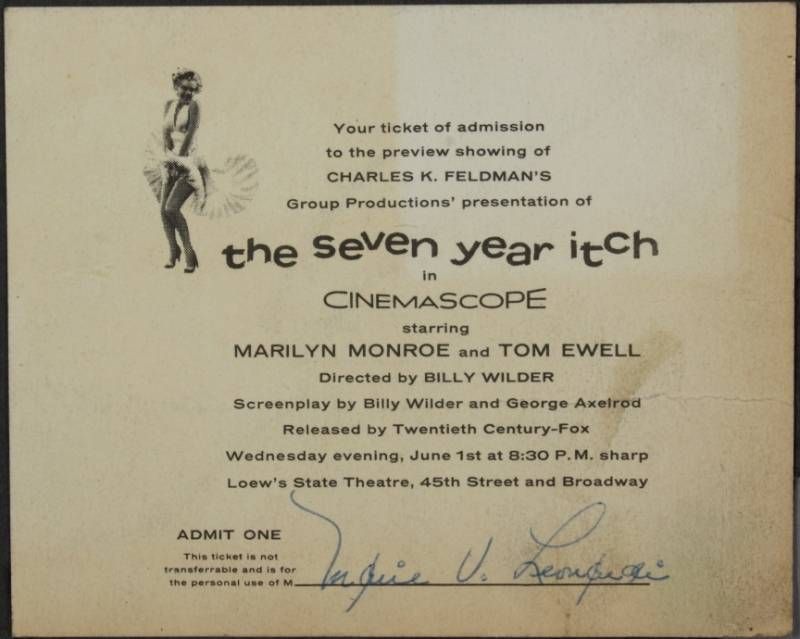 Your ticket of admission
to the preview showing of
CHARLES K. FELDMAN'S
Group Productions' presentation of
the seven year itch
in
CINEMASCOPE
starring
MARILYN MONROE and TOM EWELL
Directed by BILLY WILDER
Screenplay by Billy Wilder and George Axelrod
Released by Twentieth Century-Fox
Wednesday evening, June 1st at 8:30 P.M. sharp
Loew's State Theatre, 45th Street and Broadway
ADMIT ONE
This ticket is not
transferrable and is for
the personal use of M V.